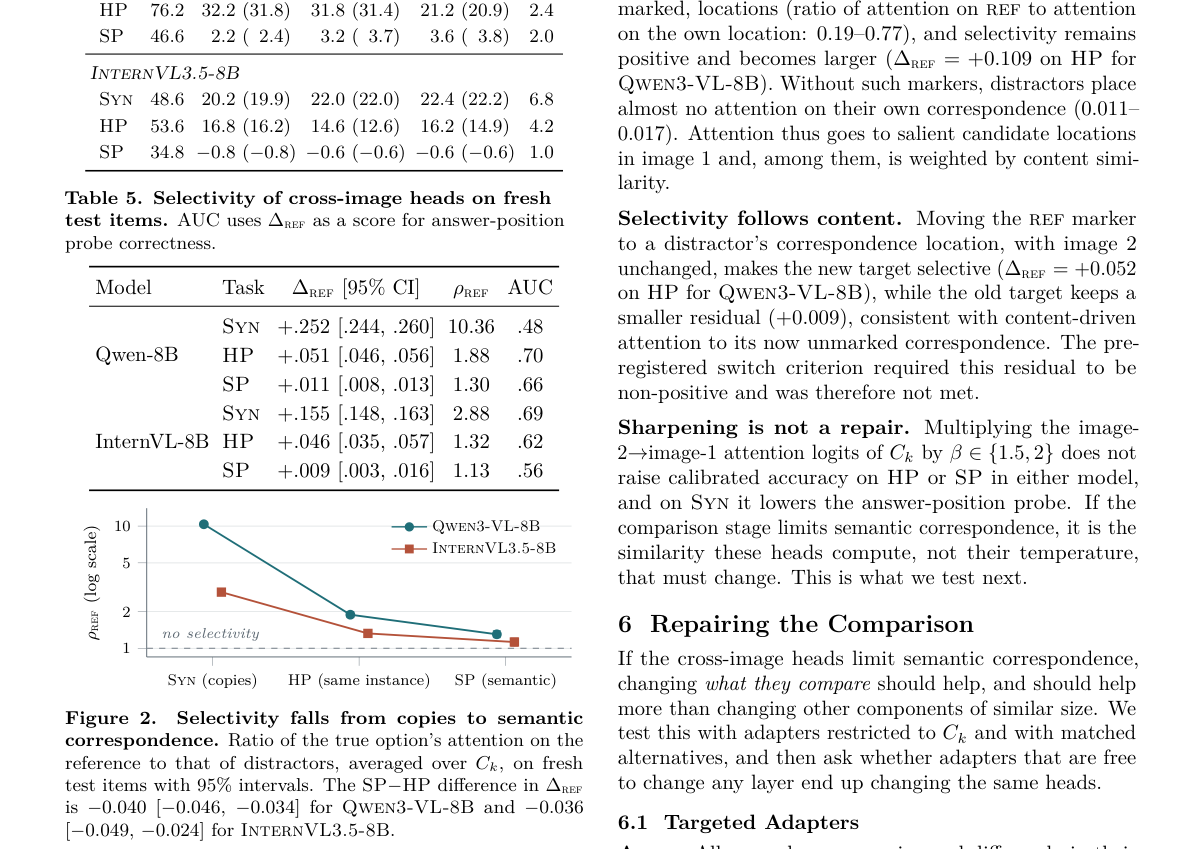 HP 76.2 32.2 (31.8) 31.8 (31.4) 21.2 (20.9) 2.4
SP 46.6 2.2 ( 2.4) 3.2 ( 3.7) 3.6 ( 3.8) 2.0
INTERNVL3.5-8B
SYN 48.6 20.2 (19.9) 22.0 (22.0) 22.4 (22.2) 6.8
HP 53.6 16.8 (16.2) 14.6 (12.6) 16.2 (14.9) 4.2
SP 34.8 −0.8 (−0.8) −0.6 (−0.6) −0.6 (−0.6) 1.0
Table 5. Selectivity of cross-image heads on fresh
test items. AUC uses Δ_REF as a score for answer-position
probe correctness.
Model Task Δ_REF [95% CI] ρ_REF AUC
SYN +.252 [.244, .260] 10.36 .48
Qwen-8B HP +.051 [.046, .056] 1.88 .70
SP +.011 [.008, .013] 1.30 .66
SYN +.155 [.148, .163] 2.88 .69
InternVL-8B HP +.046 [.035, .057] 1.32 .62
SP +.009 [.003, .016] 1.13 .56
ρ_REF (log scale)
10
5
2
1
QWEN3-VL-8B
INTERNVL3.5-8B
no selectivity
SYN (copies) HP (same instance) SP (semantic)
Figure 2. Selectivity falls from copies to semantic
correspondence. Ratio of the true option's attention on the
reference to that of distractors, averaged over C_k, on fresh
test items with 95% intervals. The SP−HP difference in Δ_REF
is −0.040 [−0.046, −0.034] for QWEN3-VL-8B and −0.036
[−0.049, −0.024] for INTERNVL3.5-8B.
marked, locations (ratio of attention on REF to attention
on the own location: 0.19–0.77), and selectivity remains
positive and becomes larger (Δ_REF = +0.109 on HP for
QWEN3-VL-8B). Without such markers, distractors place
almost no attention on their own correspondence (0.011–
0.017). Attention thus goes to salient candidate locations
in image 1 and, among them, is weighted by content simi-
larity.
Selectivity follows content. Moving the REF marker
to a distractor's correspondence location, with image 2
unchanged, makes the new target selective (Δ_REF = +0.052
on HP for QWEN3-VL-8B), while the old target keeps a
smaller residual (+0.009), consistent with content-driven
attention to its now unmarked correspondence. The pre-
registered switch criterion required this residual to be
non-positive and was therefore not met.
Sharpening is not a repair. Multiplying the image-
2→image-1 attention logits of C_k by β ∈ {1.5, 2} does not
raise calibrated accuracy on HP or SP in either model,
and on SYN it lowers the answer-position probe. If the
comparison stage limits semantic correspondence, it is the
similarity these heads compute, not their temperature,
that must change. This is what we test next.
6 Repairing the Comparison
If the cross-image heads limit semantic correspondence,
changing what they compare should help, and should help
more than changing other components of similar size. We
test this with adapters restricted to C_k and with matched
alternatives, and then ask whether adapters that are free
to change any layer end up changing the same heads.
6.1 Targeted Adapters